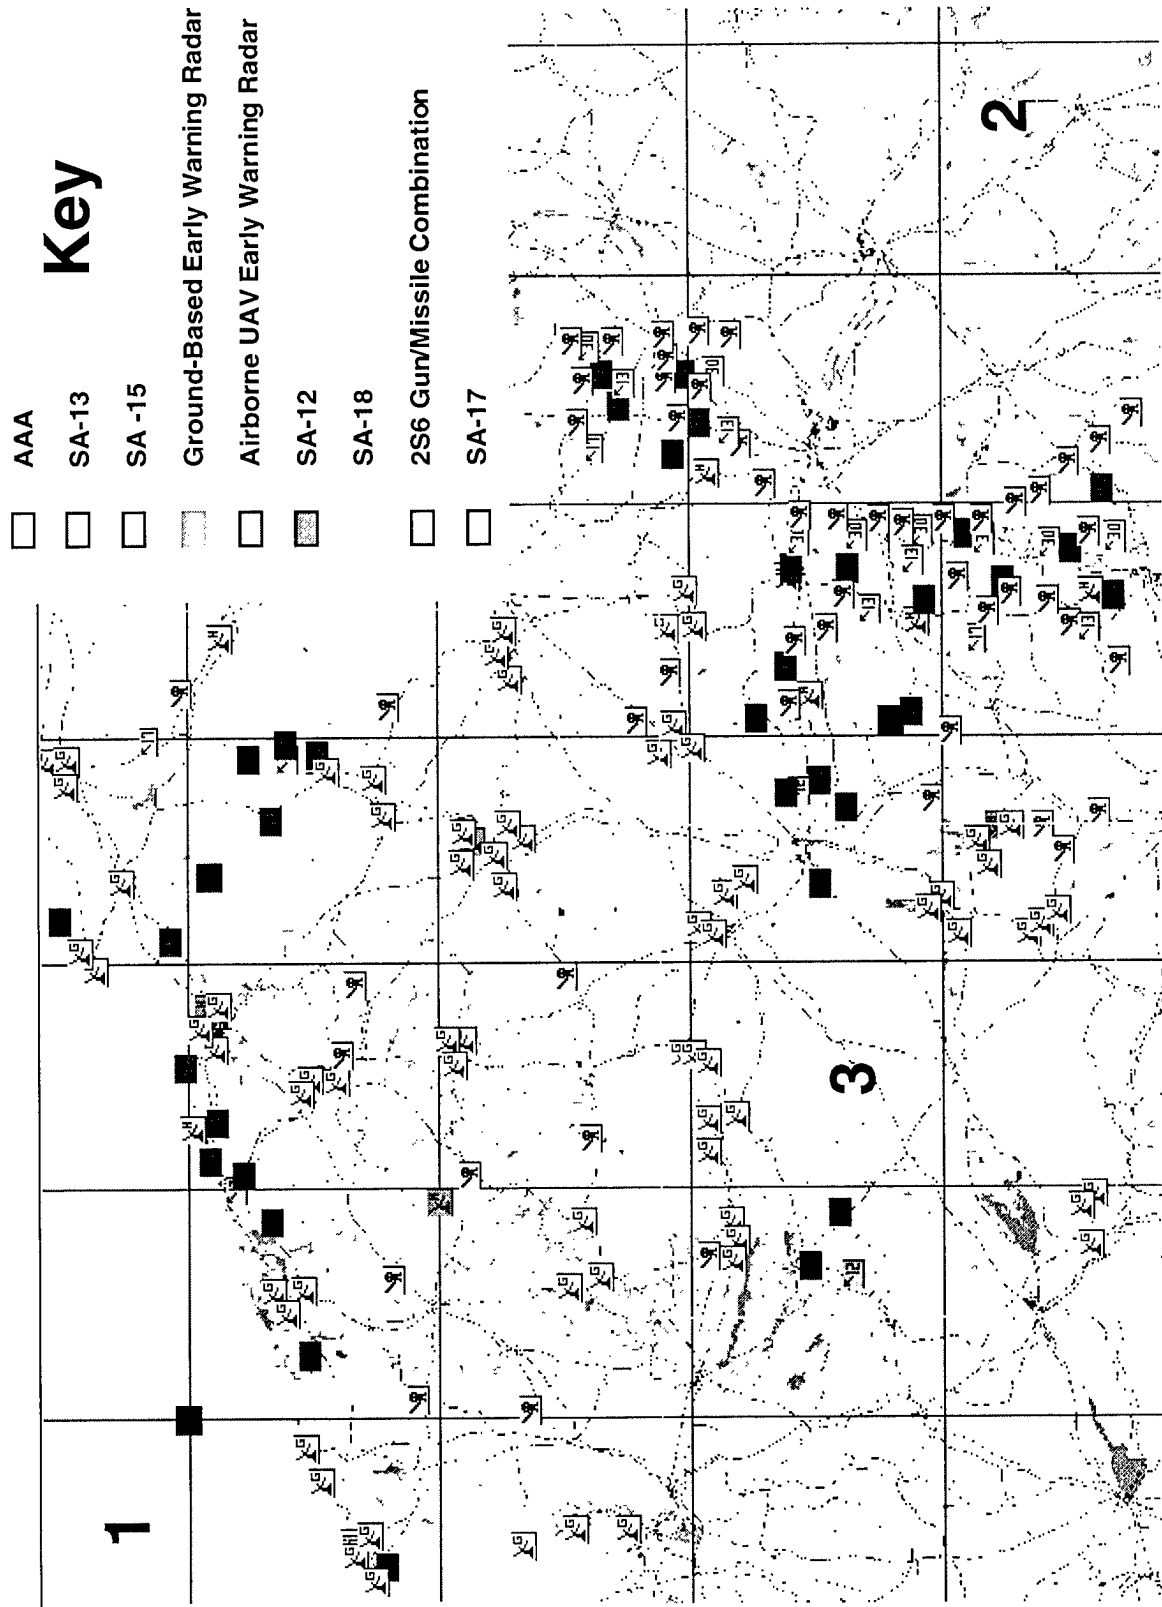 Key
AAA
SA-13
SA -15
Ground-Based Early Warning Radar
Airborne UAV Early Warning Radar
SA-12
SA-18
2S6 Gun/Missile Combination
SA-17
1
2
3